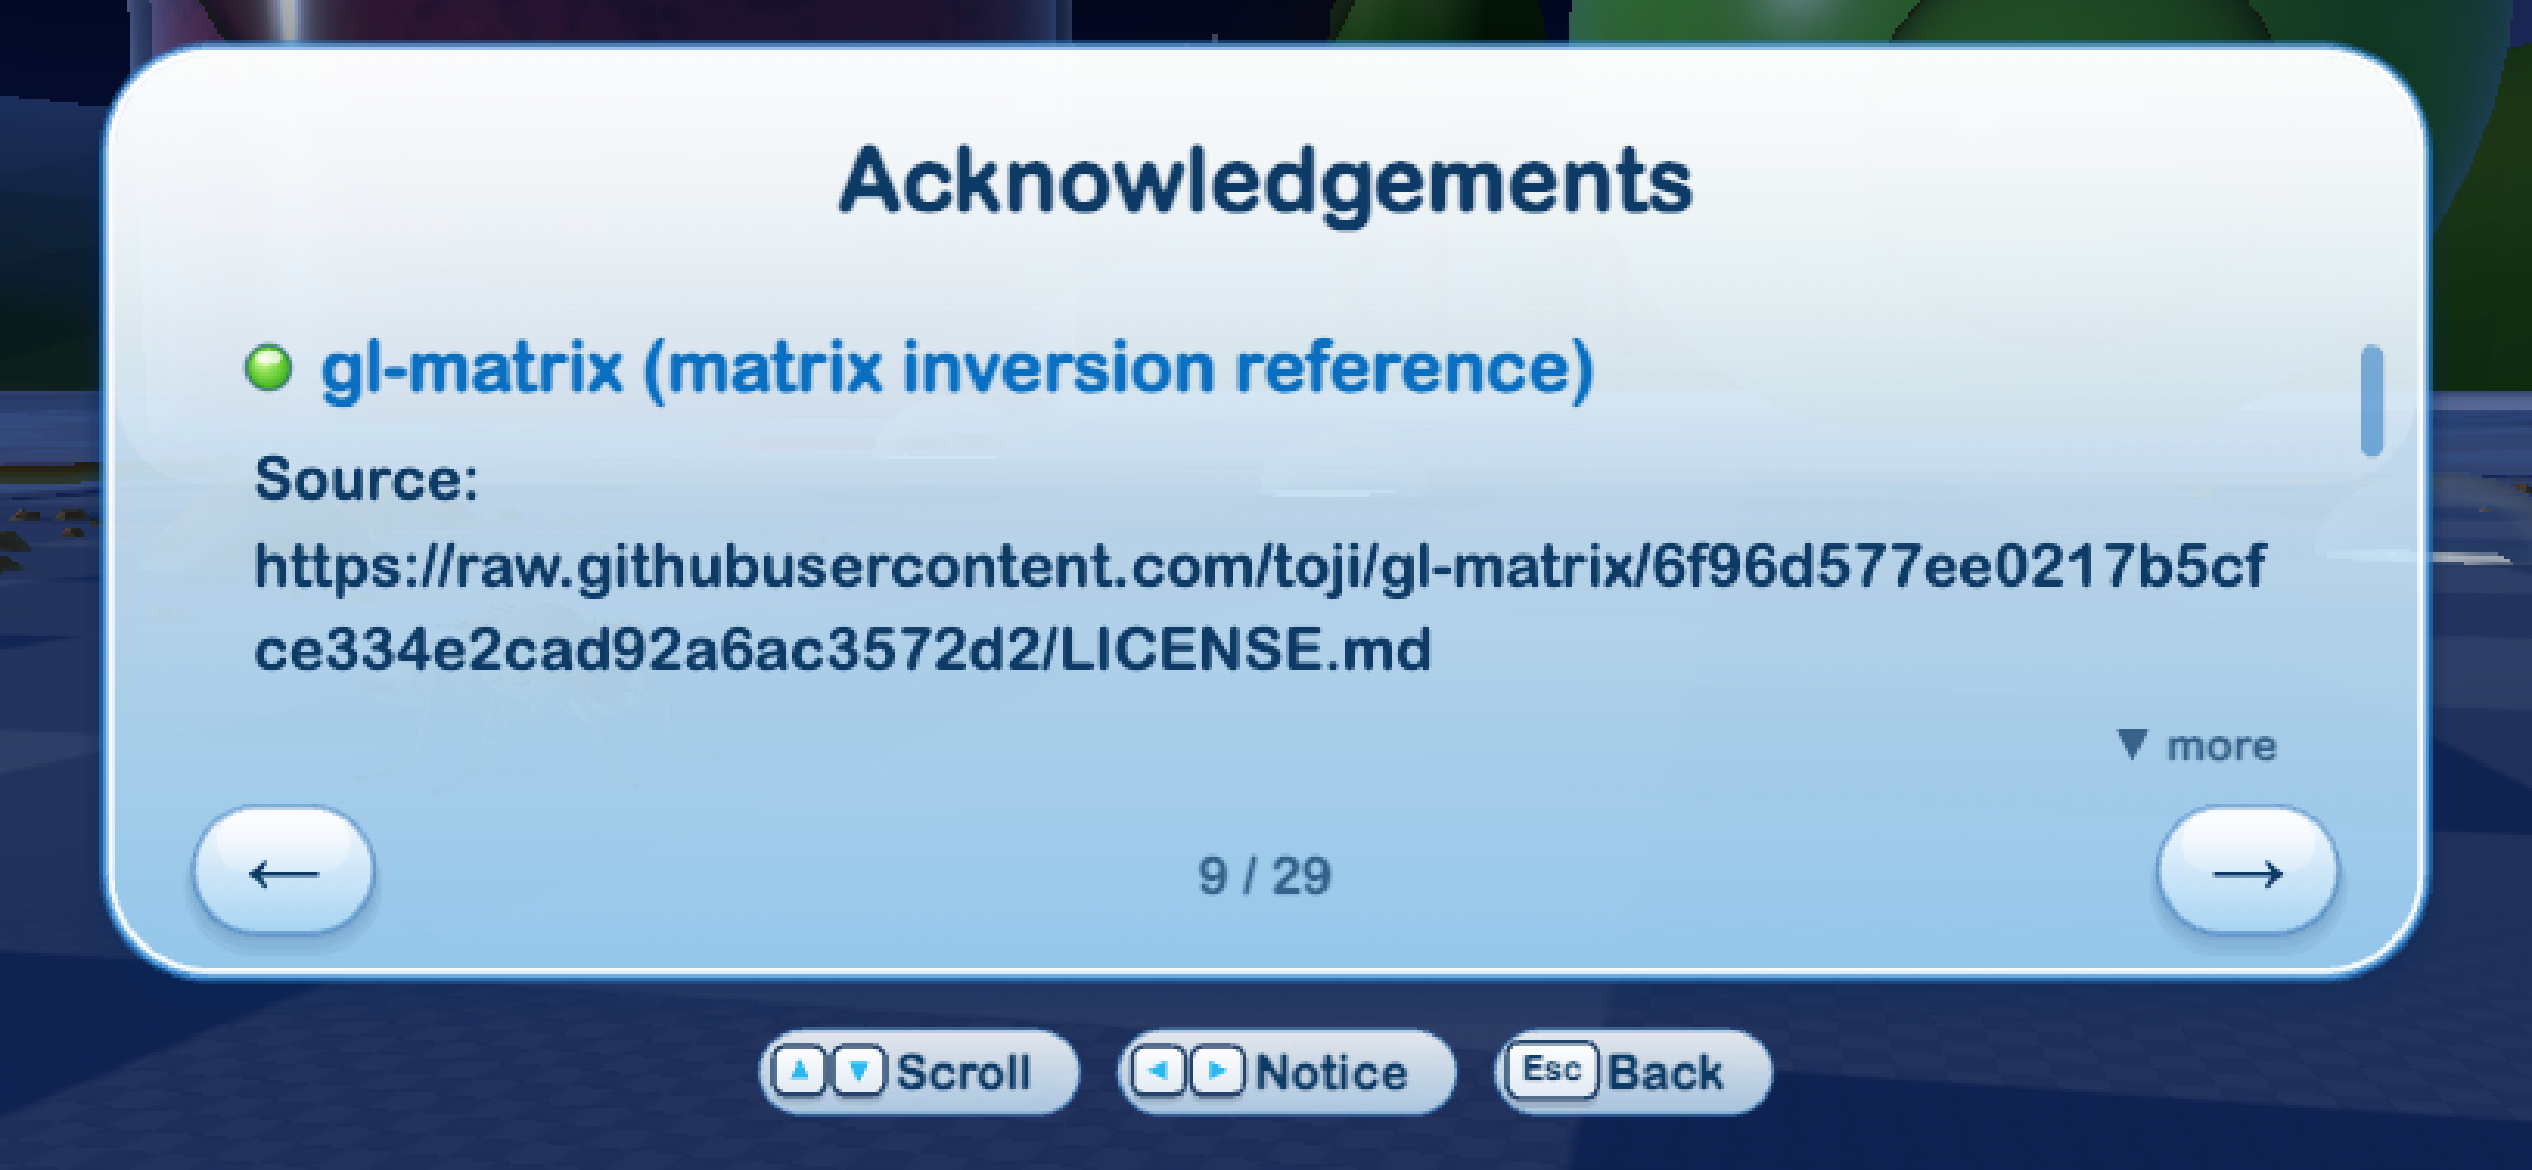 Acknowledgements
gl-matrix (matrix inversion reference)
Source:
https://raw.githubusercontent.com/toji/gl-matrix/6f96d577ee0217b5cf
ce334e2cad92a6ac3572d2/LICENSE.md
▼ more
← 9 / 29 →
▲ ▼ Scroll ◀ ▶ Notice Esc Back